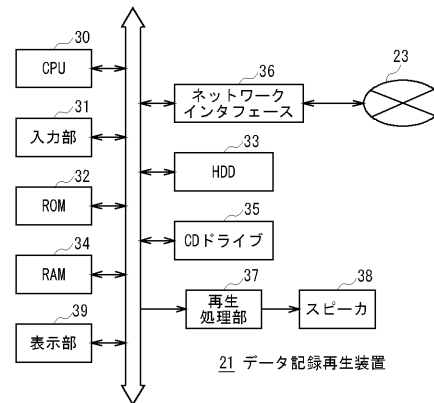 30
CPU
31
入力部
32
ROM
34
RAM
39
表示部
36
ネットワーク
インタフェース
23
33
HDD
35
CDドライブ
37
再生
処理部
38
スピーカ
21 データ記録再生装置